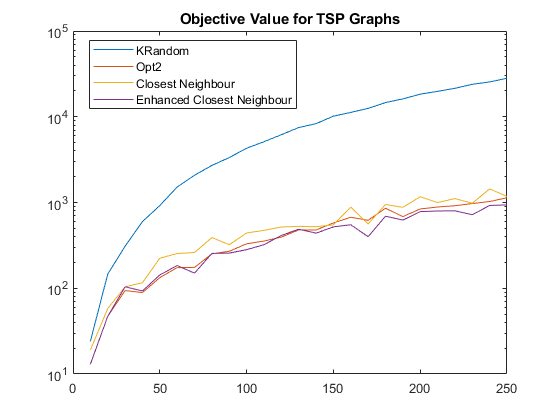 Objective Value for TSP Graphs
10^5
10^4
10^3
10^2
10^1
KRandom
Opt2
Closest Neighbour
Enhanced Closest Neighbour
0
50
100
150
200
250